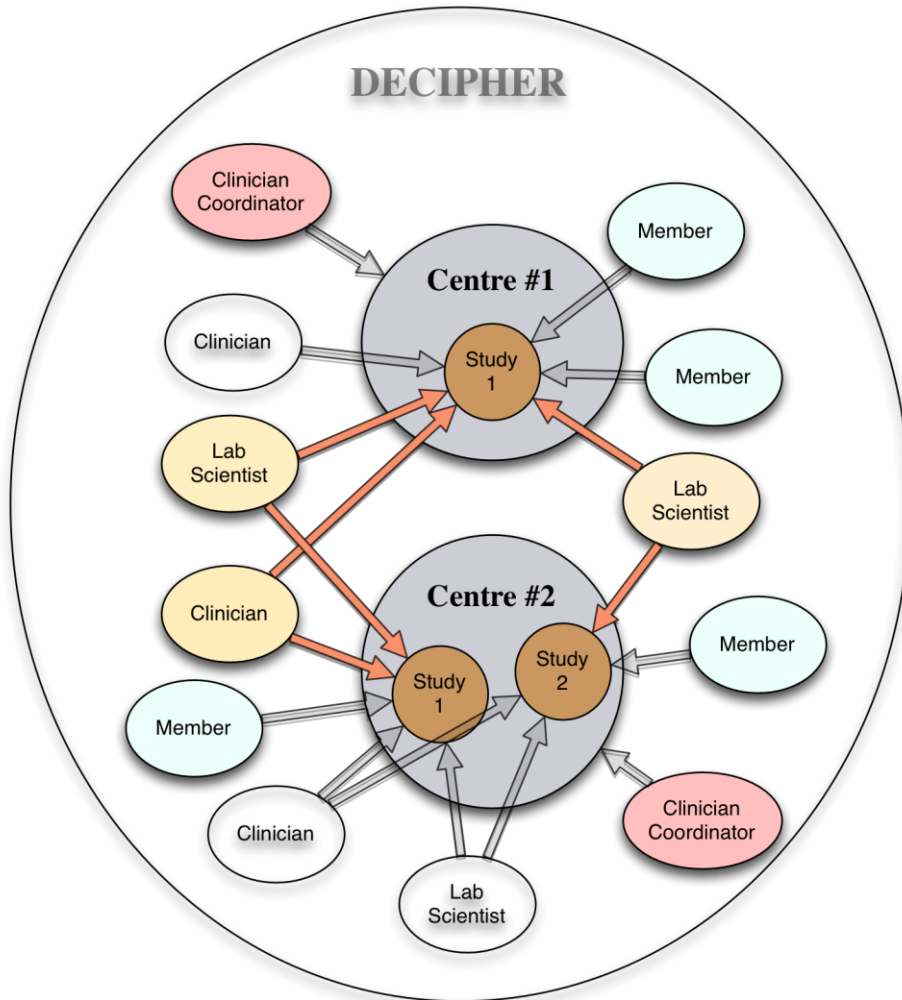 DECIPHER
Clinician
Coordinator
Member
Centre #1
Clinician
Study
1
Member
Lab
Scientist
Lab
Scientist
Centre #2
Clinician
Member
Study
2
Study
1
Member
Clinician
Clinician
Coordinator
Lab
Scientist